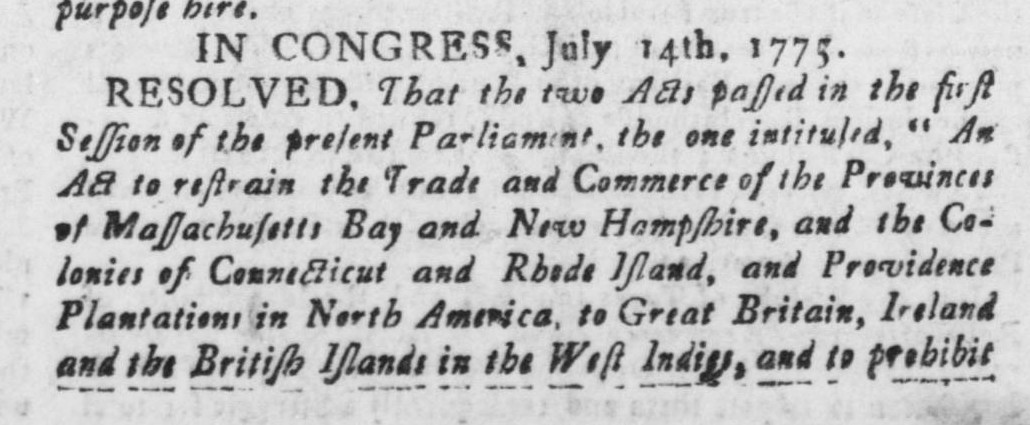 purpoſe here.
IN CONGRESS, July 14th, 1775.
RESOLVED, That the two Acts paſſed in the firſt
Seſſion of the preſent Parliament, the one intituled, “ An
Act to reſtrain the Trade and Commerce of the Provinces
of Maſſachuſetts Bay and New Hampſhire, and the Co-
lonies of Connecticut and Rhode Iſland, and Providence
Plantations in North America, to Great Britain, Ireland
and the Britiſh Iſlands in the Weſt Indies, and to prohibit